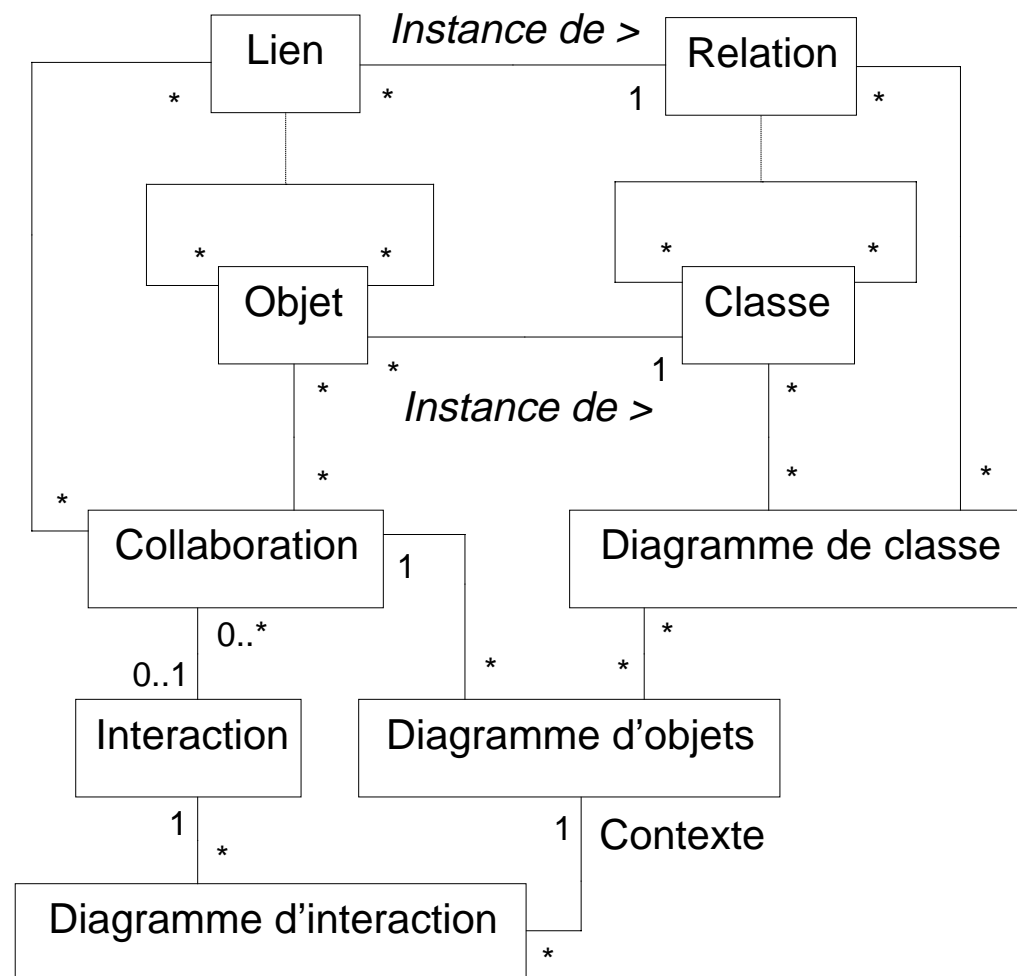 Instance de >
Lien
Relation
* * 1 *
* * * *
Objet
Classe
* 1
* Instance de > *
* * * *
Collaboration
Diagramme de classe
1
0..* *
0..1 * *
Interaction
Diagramme d’objets
1 1 Contexte
*
Diagramme d’interaction
*